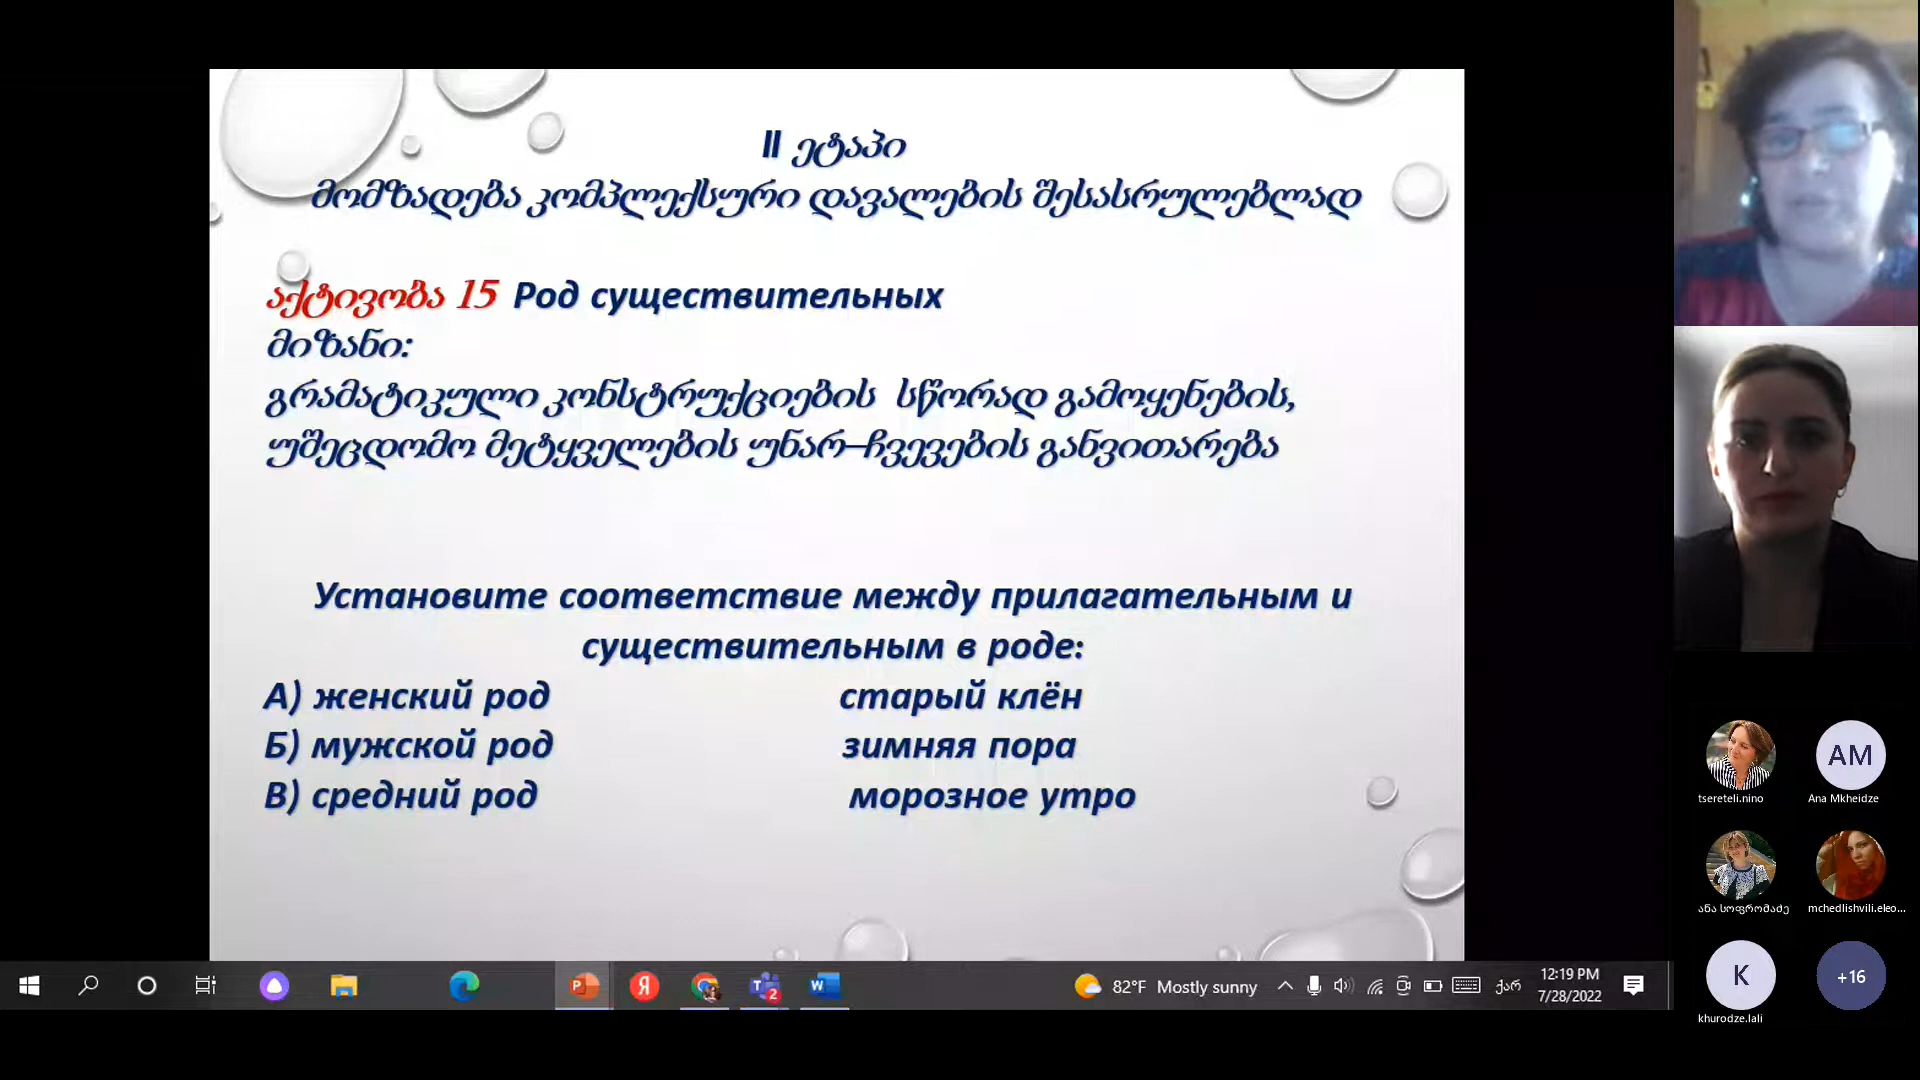 II ეტაპი
მომზადება კომპლექსური დავალების შესასრულებლად
აქტივობა 15 Род существительных
მიზანი:
გრამატიკული კონსტრუქციების სწორად გამოყენების,
უშეცდომო მეტყველების უნარ–ჩვევების განვითარება
Установите соответствие между прилагательным и
существительным в роде:
А) женский род старый клён
Б) мужской род зимняя пора
В) средний род морозное утро
AM
tsereteli.nino Ana Mkheidze
ანა სოფრომაძე mchedlishvili.eleo...
K +16
khurodze.lali
82°F Mostly sunny ქარ 12:19 PM
7/28/2022